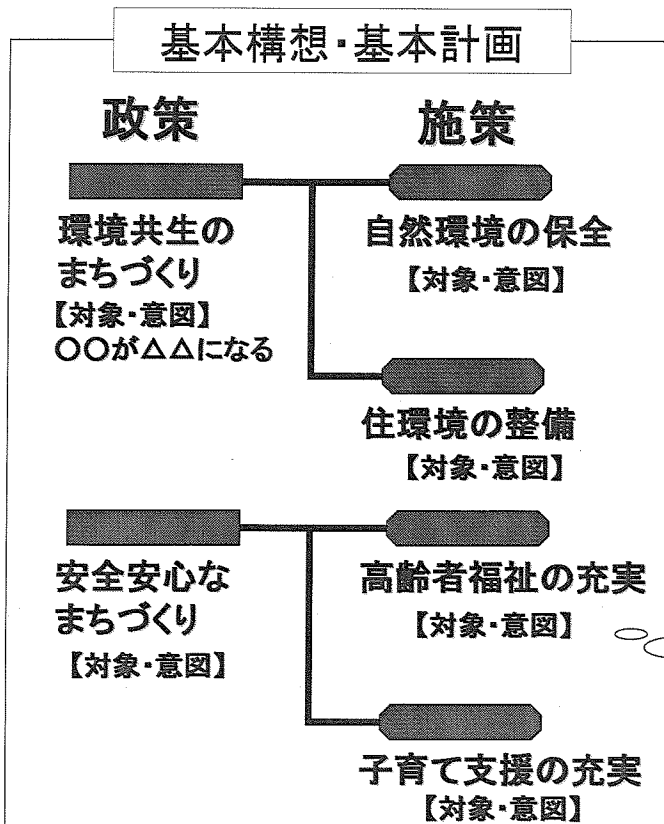 基本構想・基本計画
政策
施策
環境共生の
まちづくり
【対象・意図】
〇〇が△△になる
自然環境の保全
【対象・意図】
住環境の整備
【対象・意図】
安全安心な
まちづくり
【対象・意図】
高齢者福祉の充実
【対象・意図】
子育て支援の充実
【対象・意図】